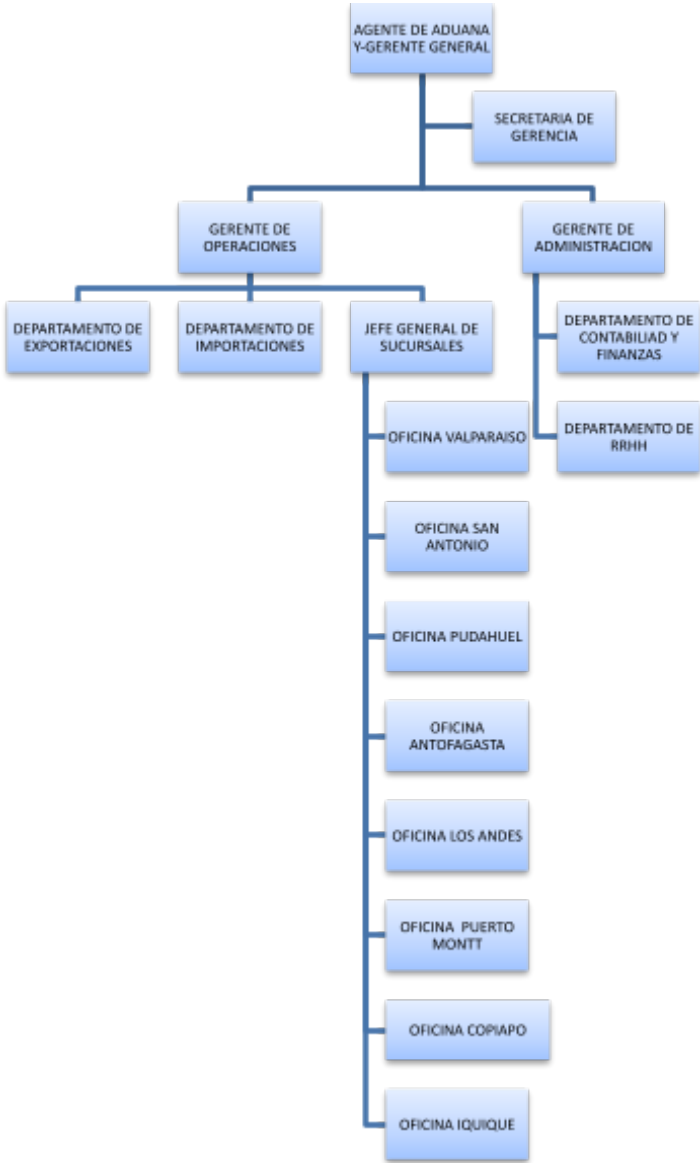 AGENTE DE ADUANA
Y-GERENTE GENERAL
SECRETARIA DE
GERENCIA
GERENTE DE
OPERACIONES
GERENTE DE
ADMINISTRACION
DEPARTAMENTO DE
EXPORTACIONES
DEPARTAMENTO DE
IMPORTACIONES
JEFE GENERAL DE
SUCURSALES
DEPARTAMENTO DE
CONTABILIAD Y
FINANZAS
OFICINA VALPARAISO
DEPARTAMENTO DE
RRHH
OFICINA SAN
ANTONIO
OFICINA PUDAHUEL
OFICINA
ANTOFAGASTA
OFICINA LOS ANDES
OFICINA  PUERTO
MONTT
OFICINA COPIAPO
OFICINA IQUIQUE